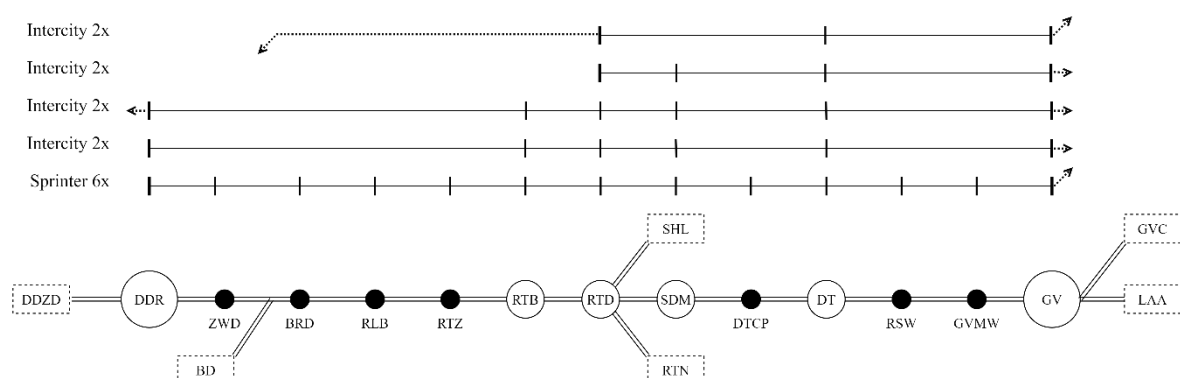 Intercity 2x
Intercity 2x
Intercity 2x
Intercity 2x
Sprinter 6x
SHL
GVC
DDZD
DDR
RTB
RTD
SDM
DT
GV
LAA
ZWD
BRD
RLB
RTZ
DTCP
RSW
GVMW
BD
RTN